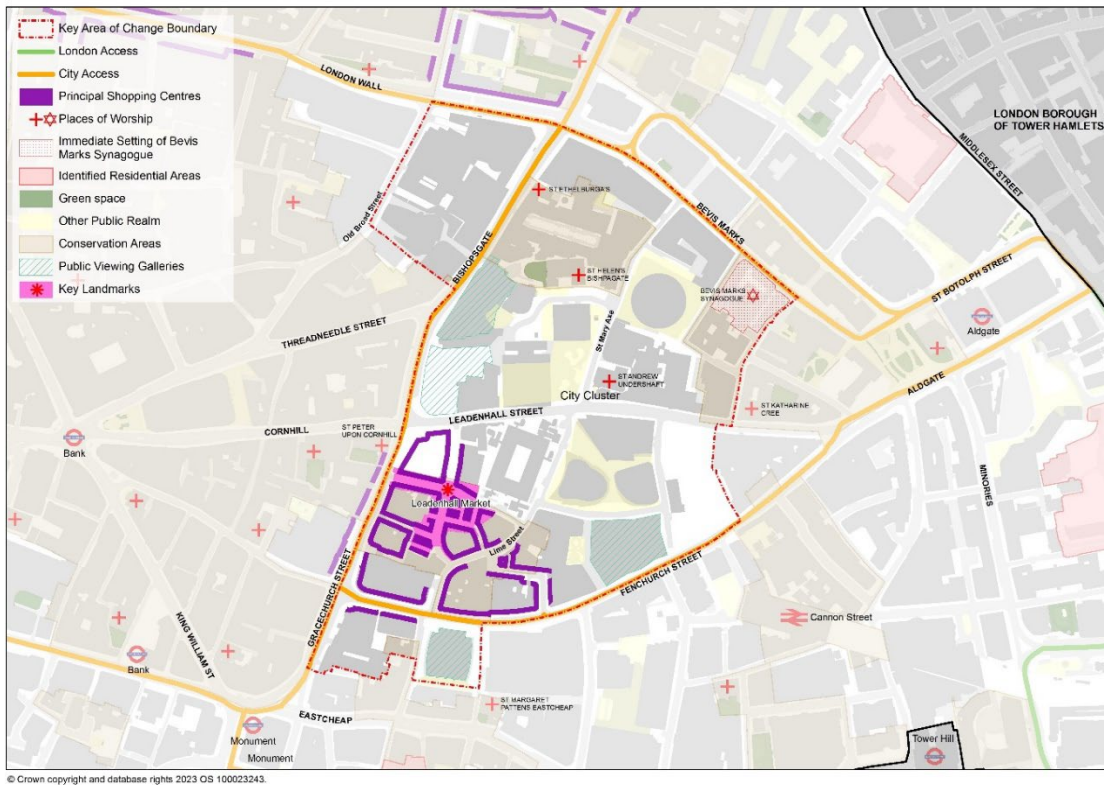 Key Area of Change Boundary
London Access
City Access
Principal Shopping Centres
Places of Worship
Immediate Setting of Bevis
Marks Synagogue
Identified Residential Areas
Green space
Other Public Realm
Conservation Areas
Public Viewing Galleries
Key Landmarks
LONDON WALL
LONDON BOROUGH
OF TOWER HAMLETS
MIDDLESEX STREET
Old Broad Street
ST ETHELBURGA'S
BEVIS MARKS
BISHOPSGATE
ST HELEN'S
BISHPAGATE
BEVIS MARKS
SYNAGOGUE
ST BOTOLPH STREET
Aldgate
St Mary Axe
THREADNEEDLE STREET
ST ANDREW
UNDERSHAFT
ALDGATE
City Cluster
ST KATHARINE
CREE
LEADENHALL STREET
CORNHILL
ST PETER
UPON CORNHILL
Bank
MINORIES
Leadenhall Market
Lime Street
FENCHURCH STREET
GRACECHURCH STREET
Cannon Street
KING WILLIAM ST
Bank
ST MARGARET
PATTENS EASTCHEAP
EASTCHEAP
Monument
Monument
Tower Hill
© Crown copyright and database rights 2023 OS 100023243.